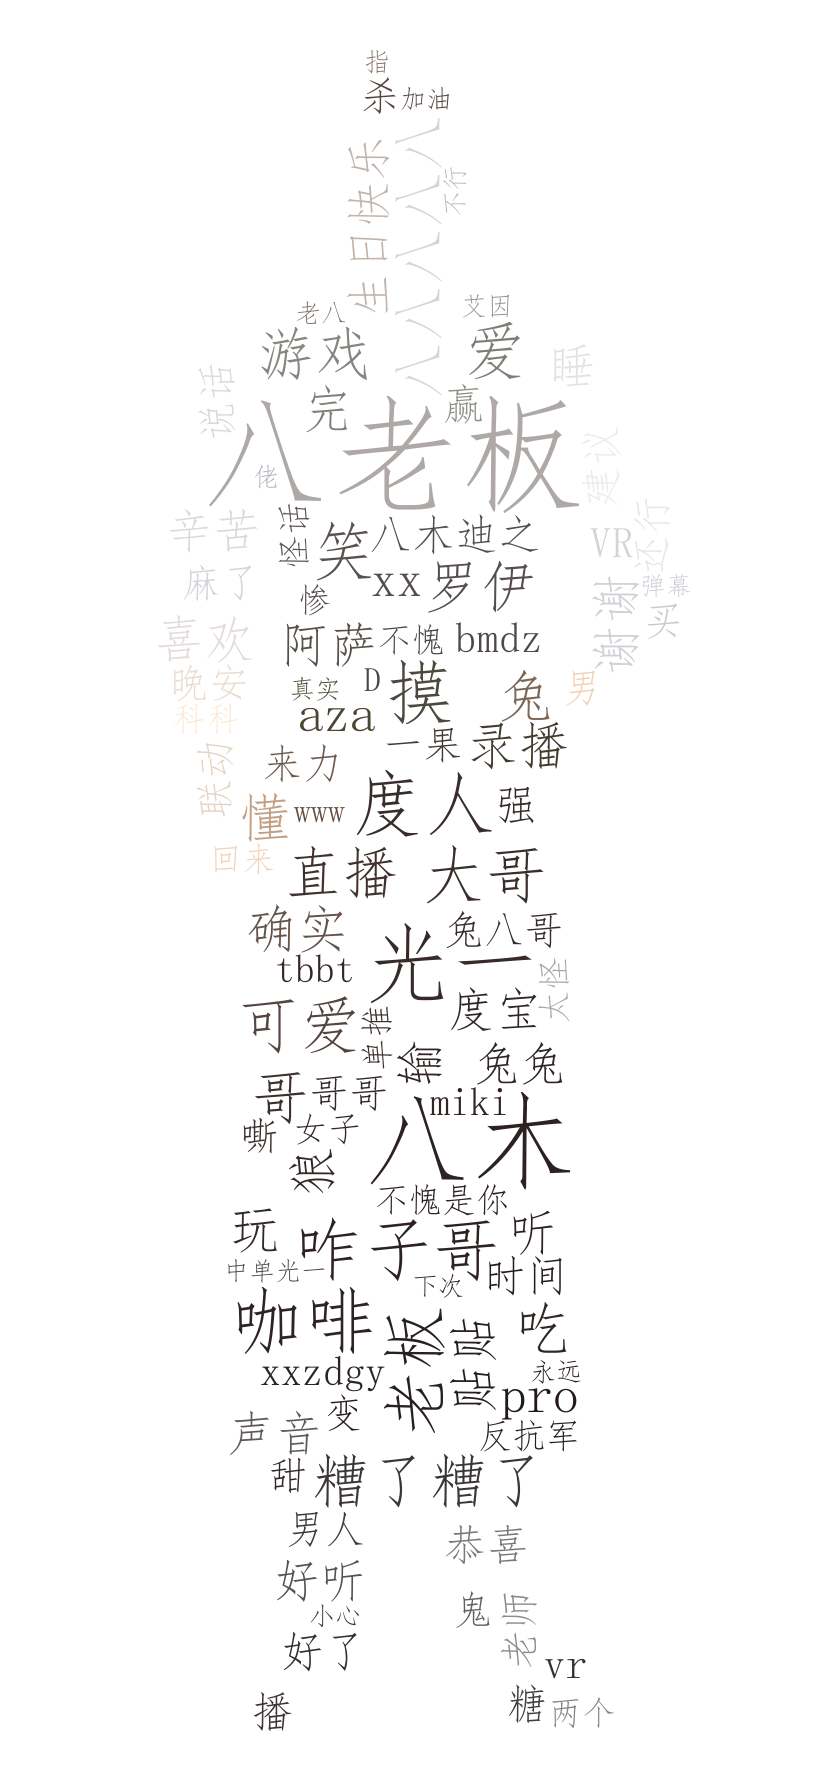 指
杀
加油
生日快乐
八八八八八
不行
老八
艾因
游戏
爱
睡
说话
完
赢
八老板
佬
建议
辛苦
怪话
笑
八木迪之
VR
还行
麻了
惨
xx
罗伊
谢谢
弹幕
买
喜欢
阿萨
不愧
bmdz
晚安
真实
D
摸
兔
男
科科
aza
一果
录播
联动
来力
懂
www
度人
强
回来
直播
大哥
确实
光一
兔八哥
tbbt
太怪
可爱
单推
度宝
输
兔兔
哥
哥哥
miki
嘶
女子
狼
八木
不愧是你
玩
咋子哥
听
中单光一
下次
时间
咖啡
老板
贴贴
吃
xxzdgy
永远
变
pro
声音
反抗军
甜
糟了糟了
男人
恭喜
好听
小心
鬼
老师
好了
vr
播
糖
两个